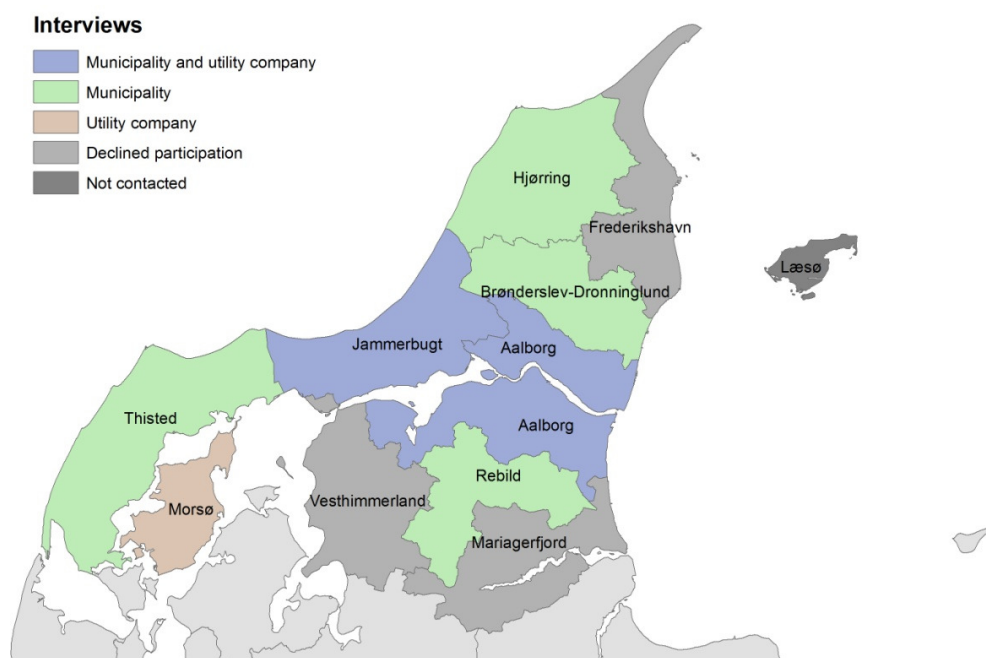 Interviews
Municipality and utility company
Municipality
Utility company
Declined participation
Not contacted
Hjørring
Frederikshavn
Læsø
Brønderslev-Dronninglund
Jammerbugt
Aalborg
Thisted
Aalborg
Rebild
Vesthimmerland
Morsø
Mariagerfjord